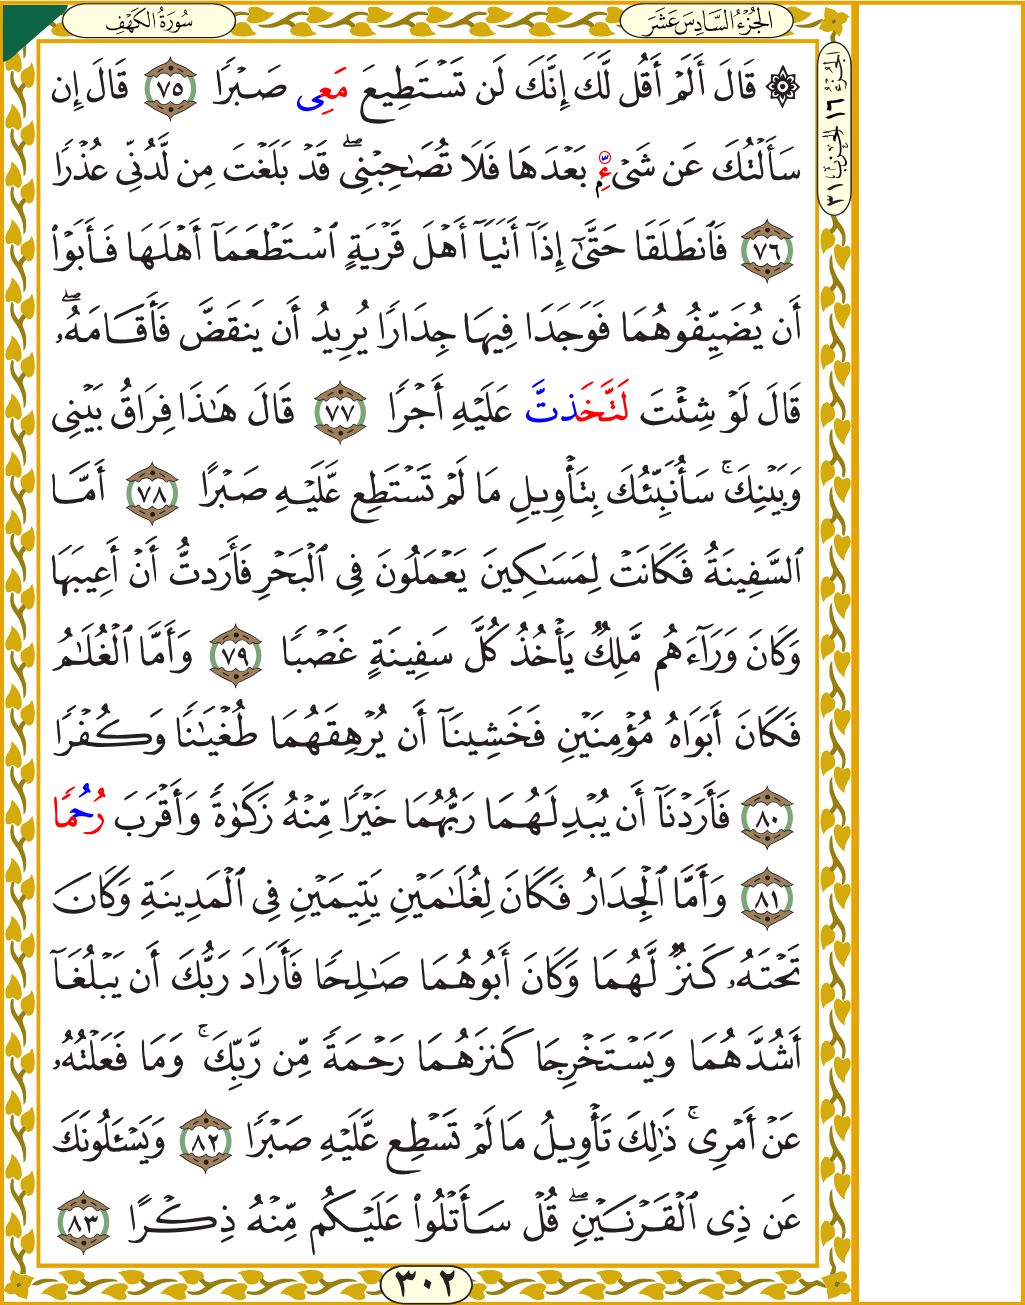 سُورَةُ الكَهْفِ
الجُزْءُ السَّادِسَ عَشَرَ
الجُزْءُ ١٦ الحِزْبُ ٣١
۞ قَالَ أَلَمۡ أَقُل لَّكَ إِنَّكَ لَن تَسۡتَطِيعَ مَعِى صَبۡرٗا ٧٥ قَالَ إِن
سَأَلۡتُكَ عَن شَىۡءِۭ بَعۡدَهَا فَلَا تُصَٰحِبۡنِىۖ قَدۡ بَلَغۡتَ مِن لَّدُنِّى عُذۡرٗا
٧٦ فَٱنطَلَقَا حَتَّىٰٓ إِذَآ أَتَيَآ أَهۡلَ قَرۡيَةٍ ٱسۡتَطۡعَمَآ أَهۡلَهَا فَأَبَوۡاْ
أَن يُضَيِّفُوهُمَا فَوَجَدَا فِيهَا جِدَارٗا يُرِيدُ أَن يَنقَضَّ فَأَقَامَهُۥۖ
قَالَ لَوۡ شِئۡتَ لَتَّخَذتَّ عَلَيۡهِ أَجۡرٗا ٧٧ قَالَ هَٰذَا فِرَاقُ بَيۡنِى
وَبَيۡنِكَۚ سَأُنَبِّئُكَ بِتَأۡوِيلِ مَا لَمۡ تَسۡتَطِع عَّلَيۡهِ صَبۡرًا ٧٨ أَمَّا
ٱلسَّفِينَةُ فَكَانَتۡ لِمَسَٰكِينَ يَعۡمَلُونَ فِى ٱلۡبَحۡرِ فَأَرَدتُّ أَنۡ أَعِيبَهَا
وَكَانَ وَرَآءَهُم مَّلِكٞ يَأۡخُذُ كُلَّ سَفِينَةٍ غَصۡبٗا ٧٩ وَأَمَّا ٱلۡغُلَٰمُ
فَكَانَ أَبَوَاهُ مُؤۡمِنَيۡنِ فَخَشِينَآ أَن يُرۡهِقَهُمَا طُغۡيَٰنٗا وَكُفۡرٗا
٨٠ فَأَرَدۡنَآ أَن يُبۡدِلَهُمَا رَبُّهُمَا خَيۡرٗا مِّنۡهُ زَكَوٰةٗ وَأَقۡرَبَ رُحُمٗا
٨١ وَأَمَّا ٱلۡجِدَارُ فَكَانَ لِغُلَٰمَيۡنِ يَتِيمَيۡنِ فِى ٱلۡمَدِينَةِ وَكَانَ
تَحۡتَهُۥ كَنزٞ لَّهُمَا وَكَانَ أَبُوهُمَا صَٰلِحٗا فَأَرَادَ رَبُّكَ أَن يَبۡلُغَآ
أَشُدَّهُمَا وَيَسۡتَخۡرِجَا كَنزَهُمَا رَحۡمَةٗ مِّن رَّبِّكَۚ وَمَا فَعَلۡتُهُۥ
عَنۡ أَمۡرِىۚ ذَٰلِكَ تَأۡوِيلُ مَا لَمۡ تَسۡطِع عَّلَيۡهِ صَبۡرٗا ٨٢ وَيَسۡـَٔلُونَكَ
عَن ذِى ٱلۡقَرۡنَيۡنِۖ قُلۡ سَأَتۡلُواْ عَلَيۡكُم مِّنۡهُ ذِكۡرًا ٨٣
٣٠٢